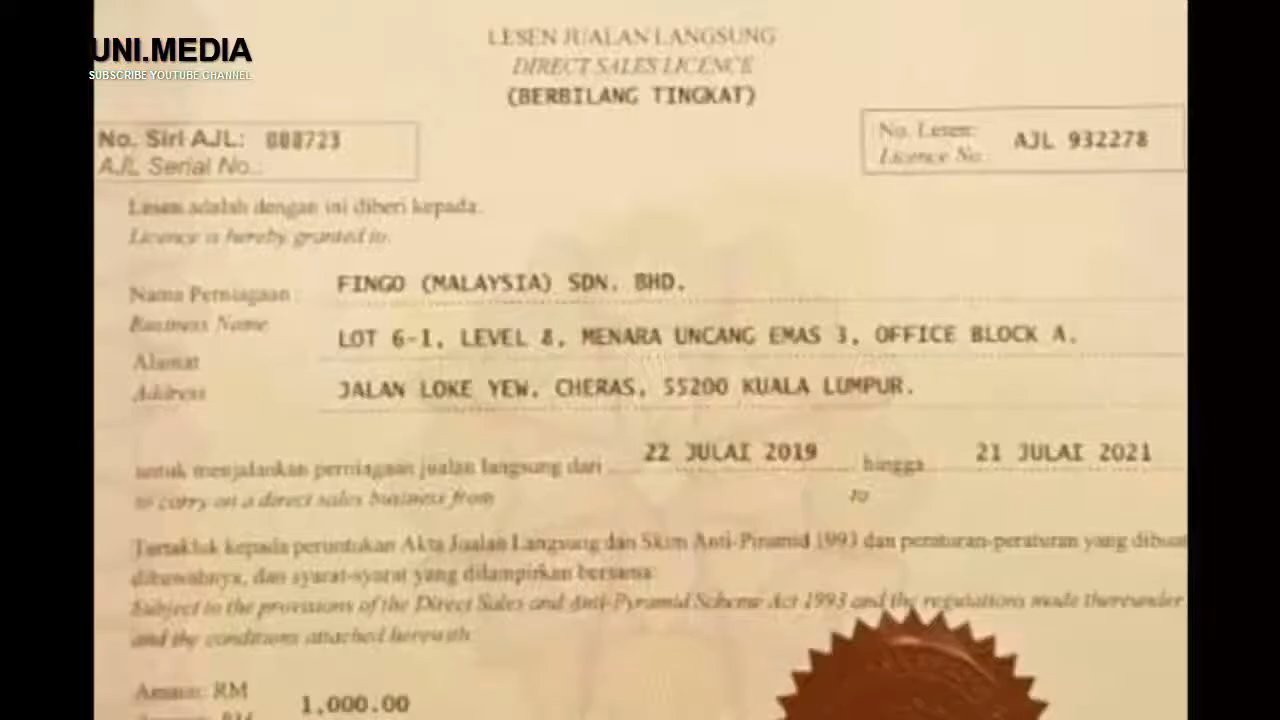 UNI.MEDIA
SUBSCRIBE YOUTUBE CHANNEL
LESEN JUALAN LANGSUNG
DIRECT SALES LICENCE
(BERBILANG TINGKAT)
No. Siri AJL: 008723
AJL Serial No.:
No. Lesen: AJL 932278
Licence No.
Lesen adalah dengan ini diberi kepada:
Licence is hereby granted to:
Nama Perniagaan : FINGO (MALAYSIA) SDN. BHD.
Business Name
LOT 6-1, LEVEL 8, MENARA UNCANG EMAS 3, OFFICE BLOCK A,
Alamat
Address JALAN LOKE YEW, CHERAS, 55200 KUALA LUMPUR.
untuk menjalankan perniagaan jualan langsung dari 22 JULAI 2019 hingga 21 JULAI 2021
to carry on a direct sales business from to
Tertakluk kepada peruntukan Akta Jualan Langsung dan Skim Anti-Piramid 1993 dan peraturan-peraturan yang dibuat
dibawahnya, dan syarat-syarat yang dilampirkan bersama
Subject to the provisions of the Direct Sales and Anti-Pyramid Scheme Act 1993 and the regulations made thereunder
and the conditions attached herewith
Amaun: RM 1,000.00